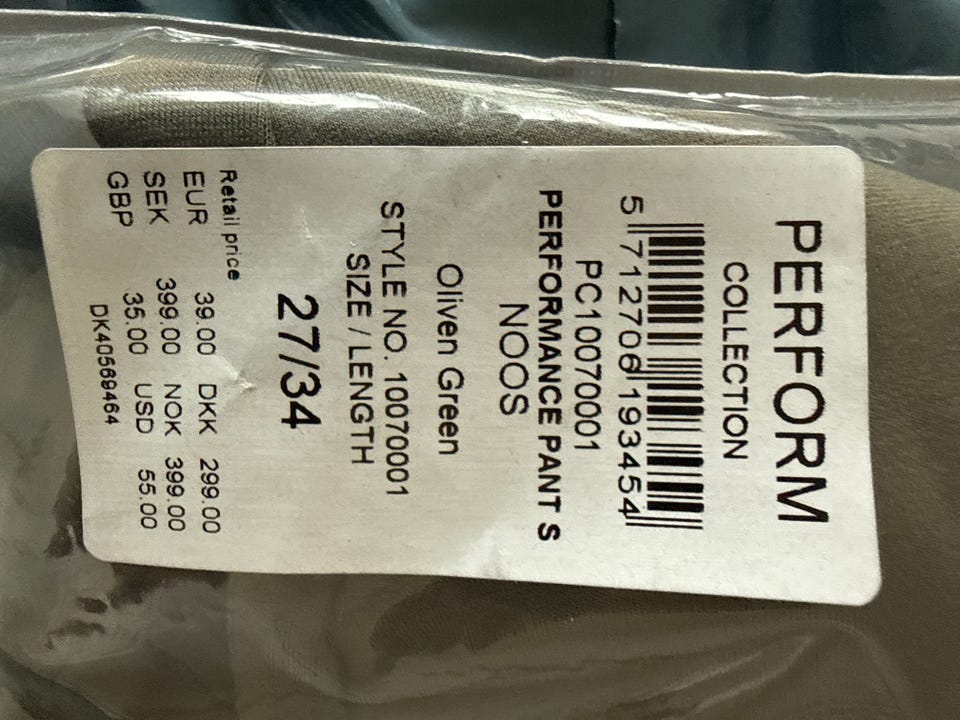 PERFORM
COLLECTION
5 712706 193454
PC10070001
PERFORMANCE PANT S
NOOS
Oliven Green
STYLE NO. 10070001
SIZE / LENGTH
27/34
Retail price
EUR 39.00 DKK 299.00
SEK 399.00 NOK 399.00
GBP 35.00 USD 55.00
DK40569464